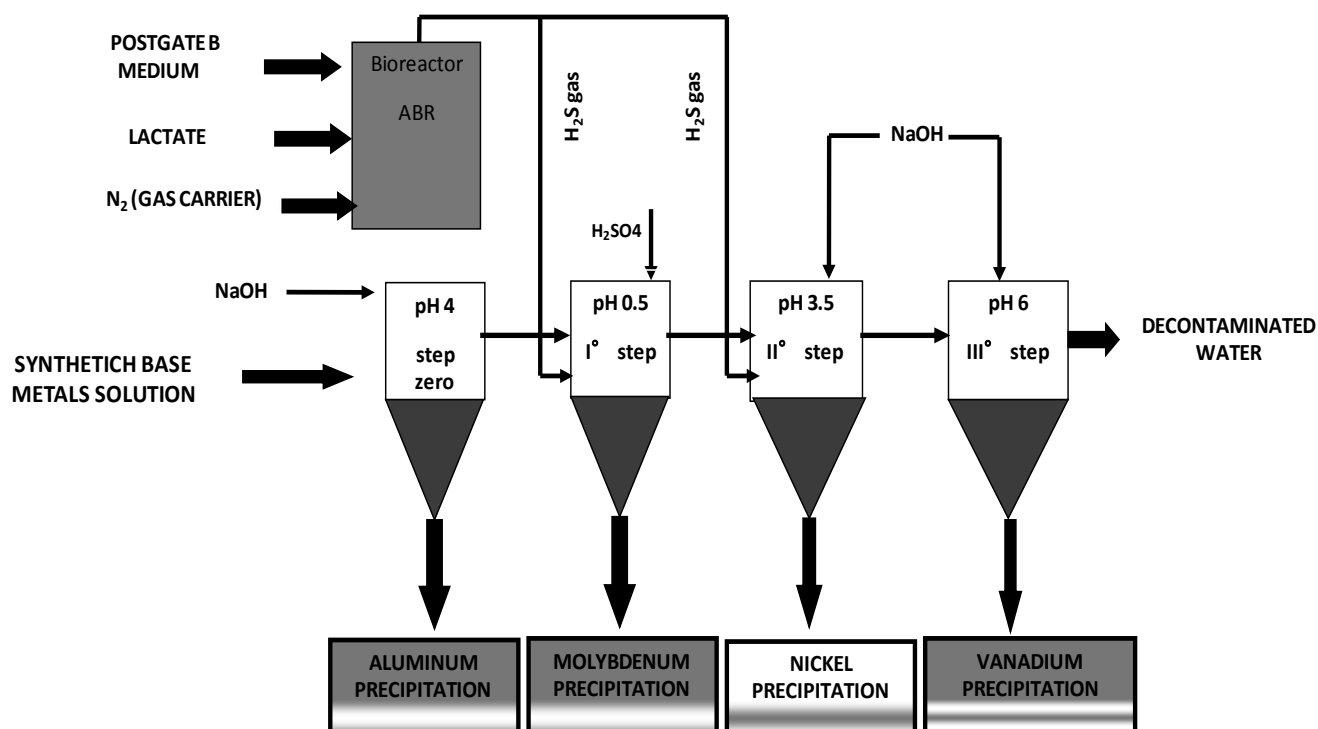 POSTGATE B
MEDIUM
LACTATE
N₂ (GAS CARRIER)
Bioreactor
ABR
H₂S gas
H₂S gas
NaOH
H₂SO4
NaOH
SYNTHETICH BASE
METALS SOLUTION
pH 4
step
zero
pH 0.5
I° step
pH 3.5
II° step
pH 6
III° step
DECONTAMINATED
WATER
ALUMINUM
PRECIPITATION
MOLYBDENUM
PRECIPITATION
NICKEL
PRECIPITATION
VANADIUM
PRECIPITATION